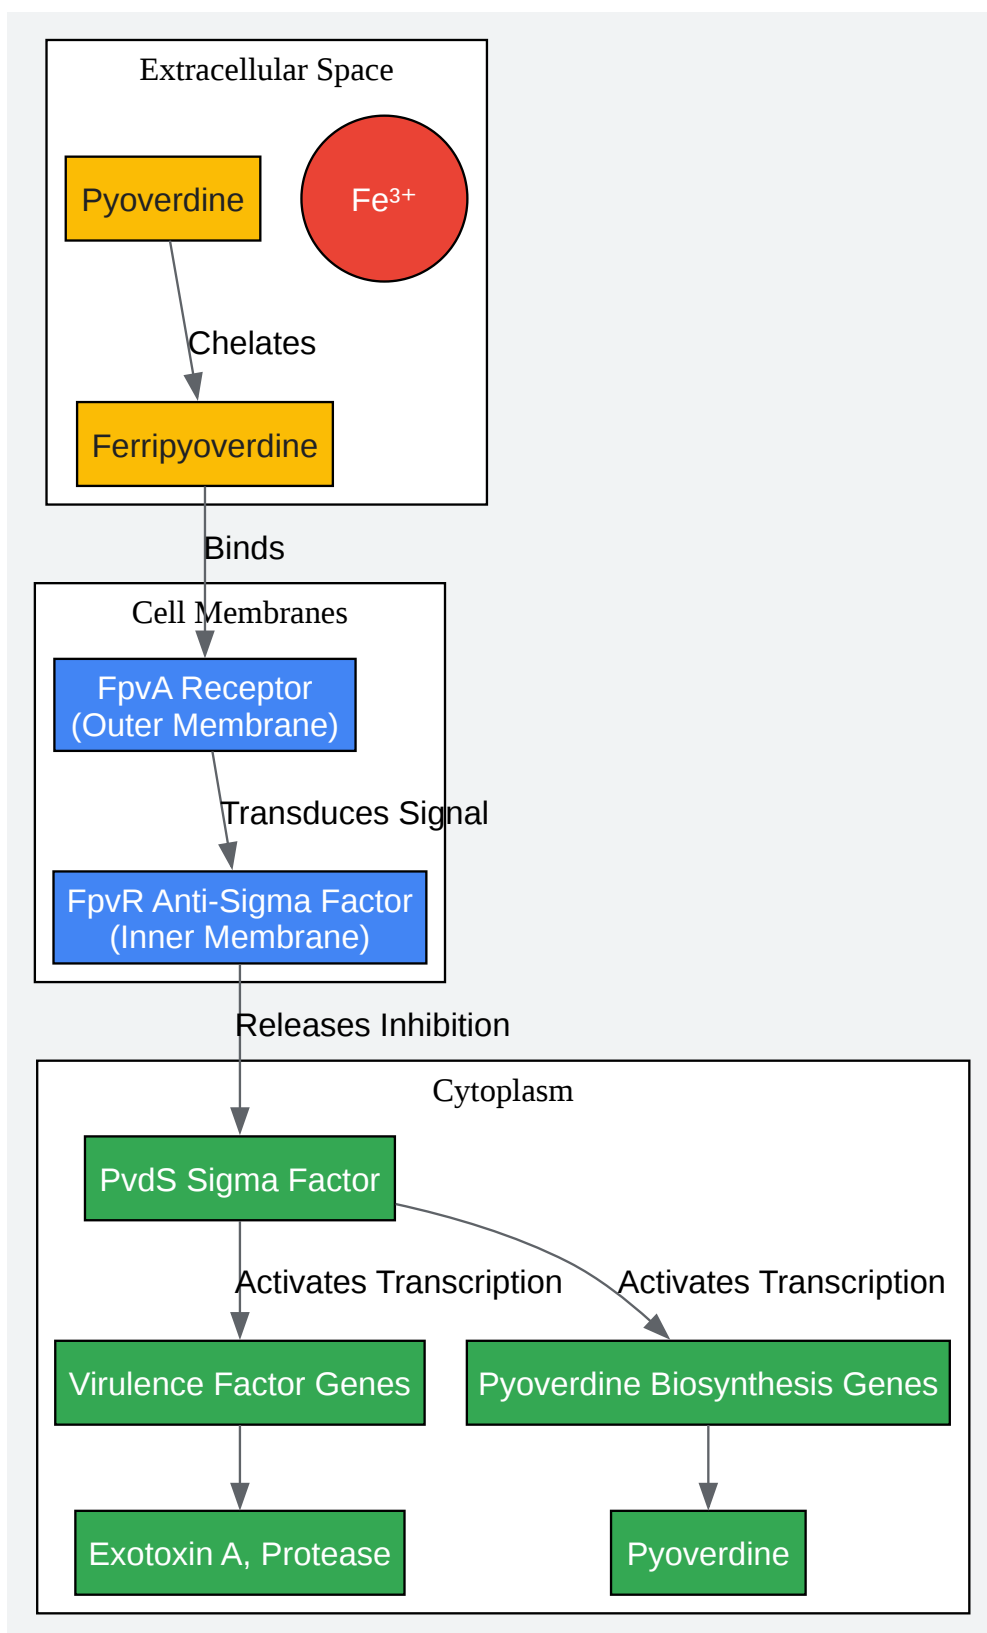 Extracellular Space
Pyoverdine
Fe³⁺
Chelates
Ferripyoverdine
Binds
Cell Membranes
FpvA Receptor
(Outer Membrane)
Transduces Signal
FpvR Anti-Sigma Factor
(Inner Membrane)
Releases Inhibition
Cytoplasm
PvdS Sigma Factor
Activates Transcription
Activates Transcription
Virulence Factor Genes
Pyoverdine Biosynthesis Genes
Exotoxin A, Protease
Pyoverdine